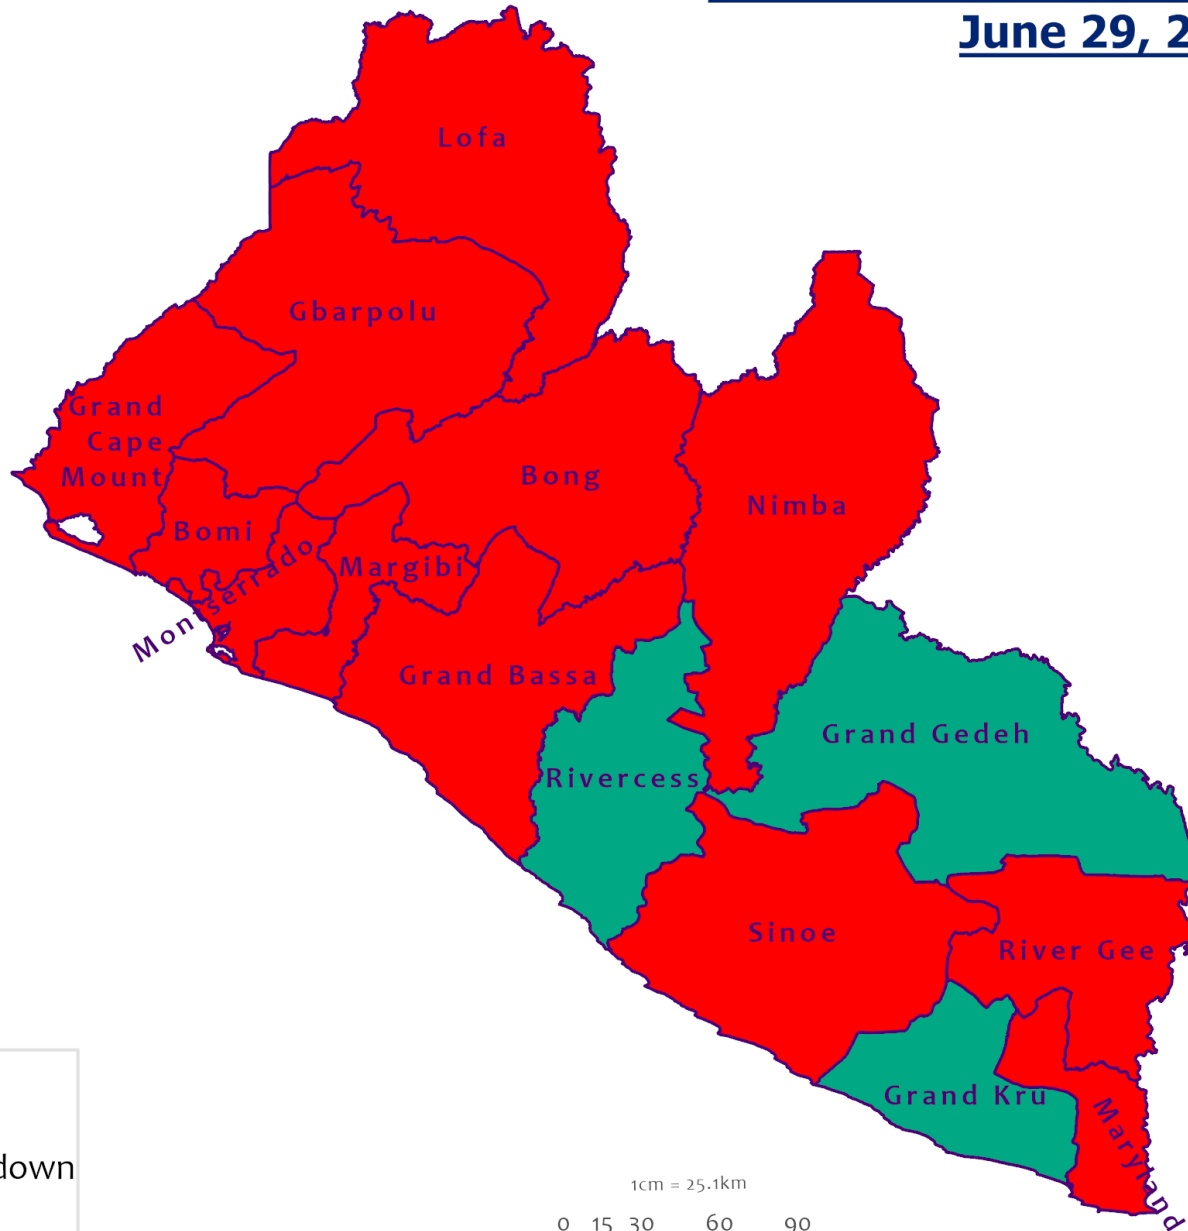 June 29, 2
Lofa
Gbarpolu
Grand
Cape
Mount
Bong
Nimba
Bomi
Montserrado
Margibi
Grand Bassa
Grand Gedeh
Rivercess
Sinoe
River Gee
Grand Kru
Maryland
down
1cm = 25.1km
0 15 30 60 90